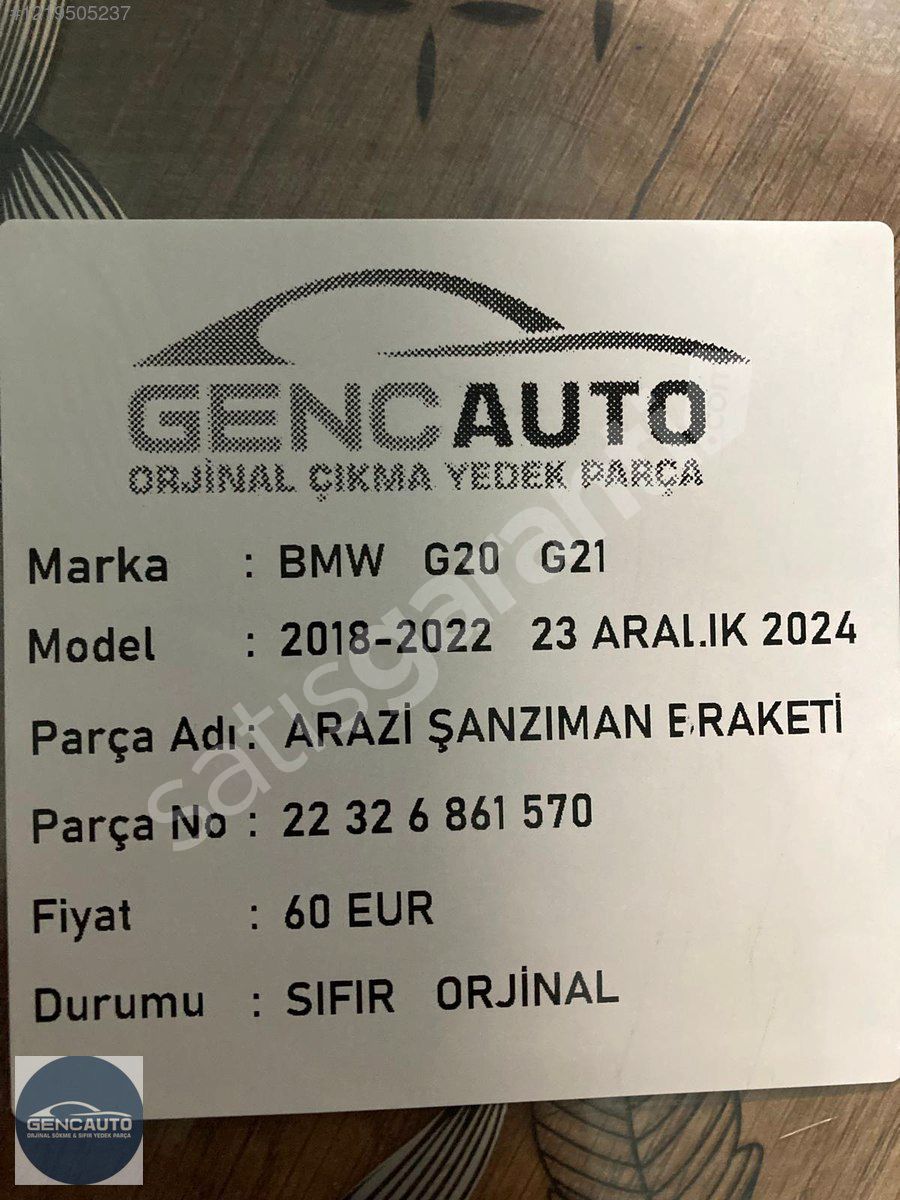 #1219505237
GENCAUTO
ORJİNAL ÇIKMA YEDEK PARÇA
Marka : BMW G20 G21
Model : 2018-2022 23 ARALIK 2024
Parça Adı : ARAZİ ŞANZIMAN BRAKETİ
Parça No : 22 32 6 861 570
Fiyat : 60 EUR
Durumu : SIFIR ORJİNAL
satısgaranti
GENCAUTO
ORJİNAL SÖKME & SIFIR YEDEK PARÇA